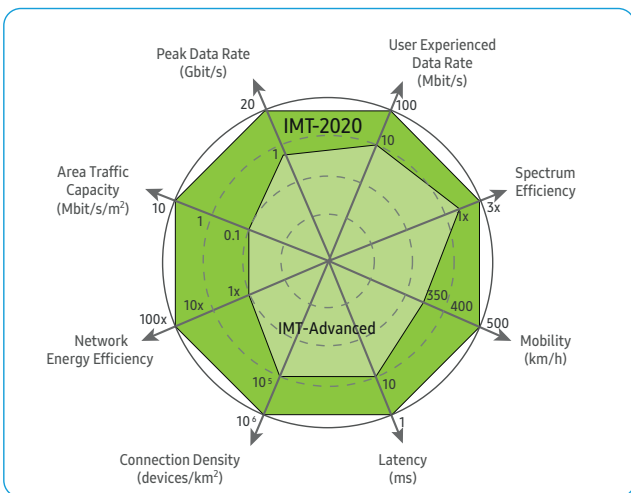 User Experienced
Data Rate
(Mbit/s)
Peak Data Rate
(Gbit/s)
20
100
IMT-2020
1
10
Area Traffic
Capacity
(Mbit/s/m²)
Spectrum
Efficiency
10
1
0.1
1x
3x
1x
10x
100x
350
400
500
Network
Energy Efficiency
IMT-Advanced
Mobility
(km/h)
10⁵
10
10⁶
1
Connection Density
(devices/km²)
Latency
(ms)